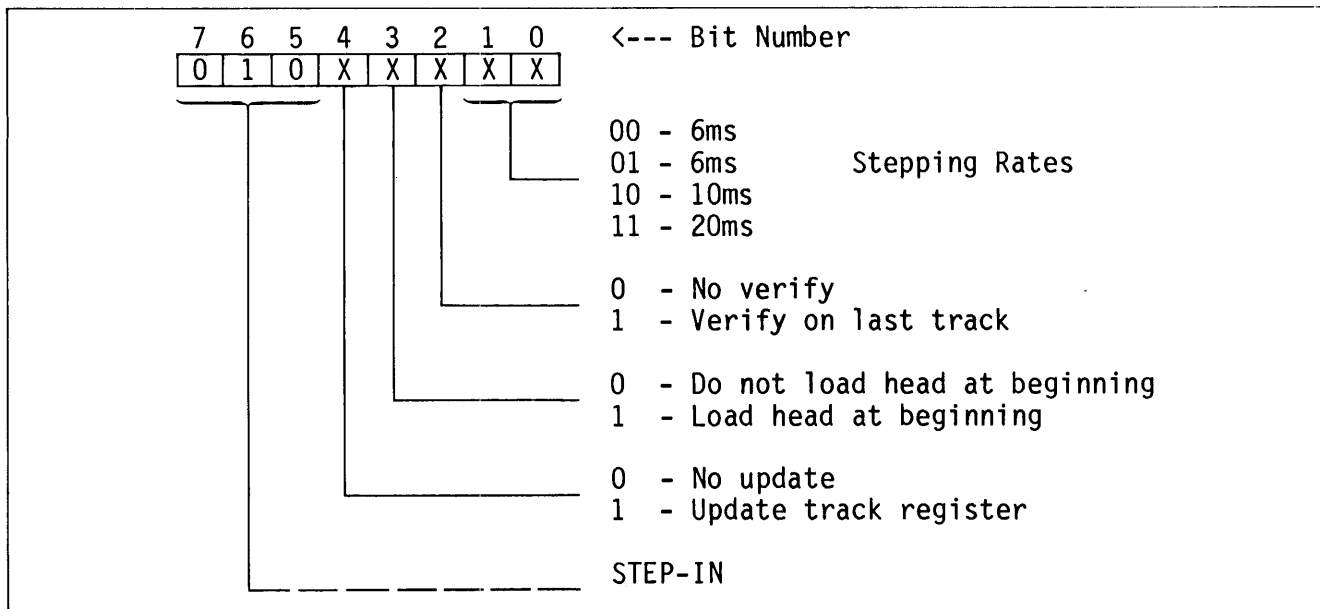 7 6 5 4 3 2 1 0 <--- Bit Number
0 1 0 X X X X X
00 - 6ms
01 - 6ms Stepping Rates
10 - 10ms
11 - 20ms
0 - No verify
1 - Verify on last track
0 - Do not load head at beginning
1 - Load head at beginning
0 - No update
1 - Update track register
STEP-IN